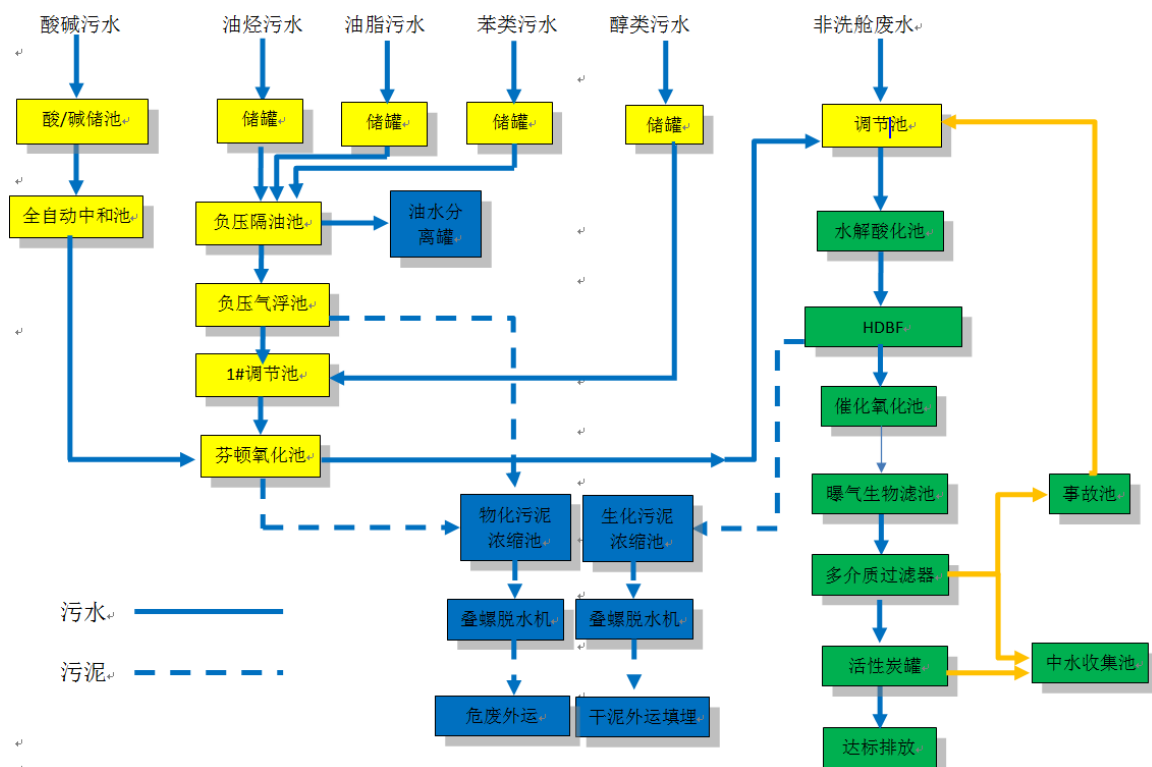 酸碱污水
油烃污水
油脂污水
苯类污水
醇类污水
非洗舱废水
酸/碱储池
储罐
储罐
储罐
储罐
调节池
全自动中和池
负压隔油池
油水分
离罐
水解酸化池
负压气浮池
HDBF
1#调节池
催化氧化池
芬顿氧化池
曝气生物滤池
事故池
物化污泥
浓缩池
生化污泥
浓缩池
多介质过滤器
污水
叠螺脱水机
叠螺脱水机
污泥
活性炭罐
中水收集池
危废外运
干泥外运填埋
达标排放